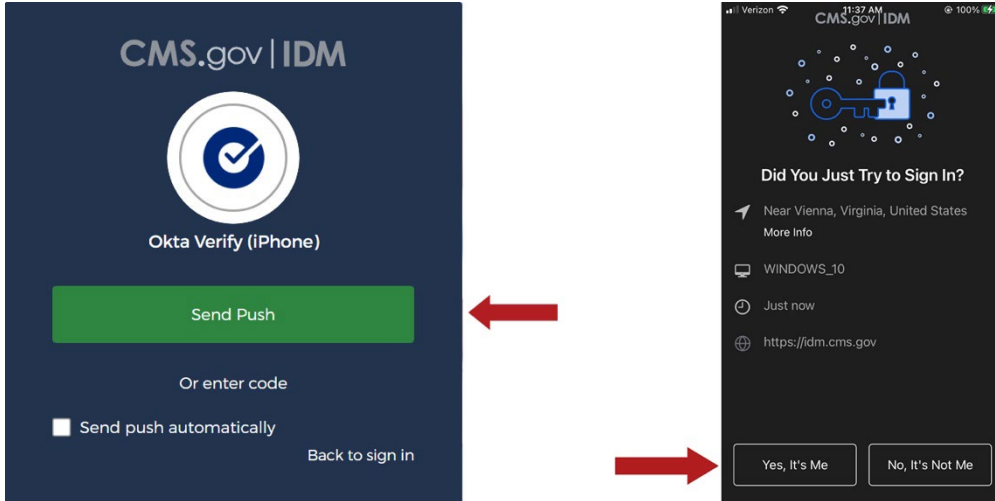 CMS.gov|IDM
Okta Verify (iPhone)
Send Push
Or enter code
Send push automatically
Back to sign in
Verizon 11:37 AM 100%
CMS.gov|IDM
Did You Just Try to Sign In?
Near Vienna, Virginia, United States
More Info
WINDOWS_10
Just now
https://idm.cms.gov
Yes, It's Me
No, It's Not Me